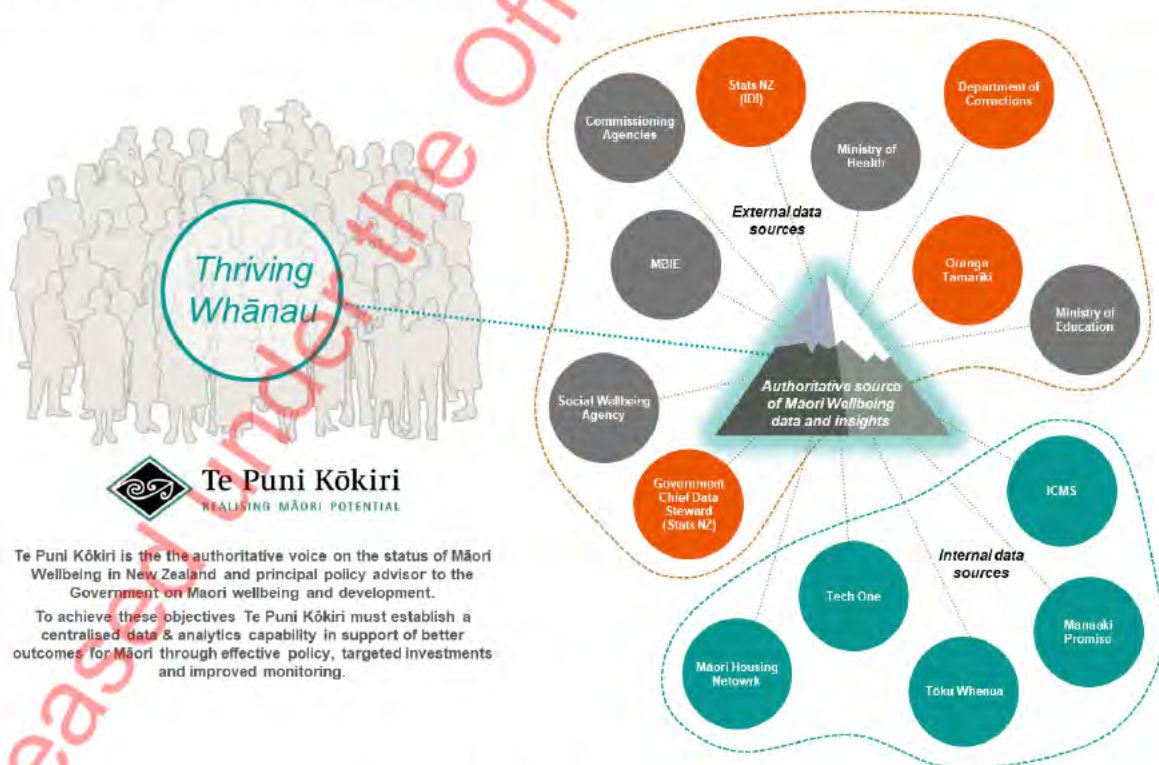 Thriving
Whānau
Te Puni Kōkiri
REALISING MĀORI POTENTIAL
Te Puni Kōkiri is the the authoritative voice on the status of Māori
Wellbeing in New Zealand and principal policy advisor to the
Government on Maori wellbeing and development.
To achieve these objectives Te Puni Kōkiri must establish a
centralised data & analytics capability in support of better
outcomes for Māori through effective policy, targeted investments
and improved monitoring.
eased under the Of
Commissioning
Agencies
Stats NZ
(IDI)
Ministry of
Health
Department of
Corrections
External data
sources
MBIE
Oranga
Tamariki
Ministry of
Education
Social Wellbeing
Agency
Authoritative source
of Māori Wellbeing
data and insights
Government
Chief Data
Steward
(Stats NZ)
ICMS
Internal data
sources
Tech One
Manaaki
Promise
Māori Housing
Netowrk
Tōku Whenua